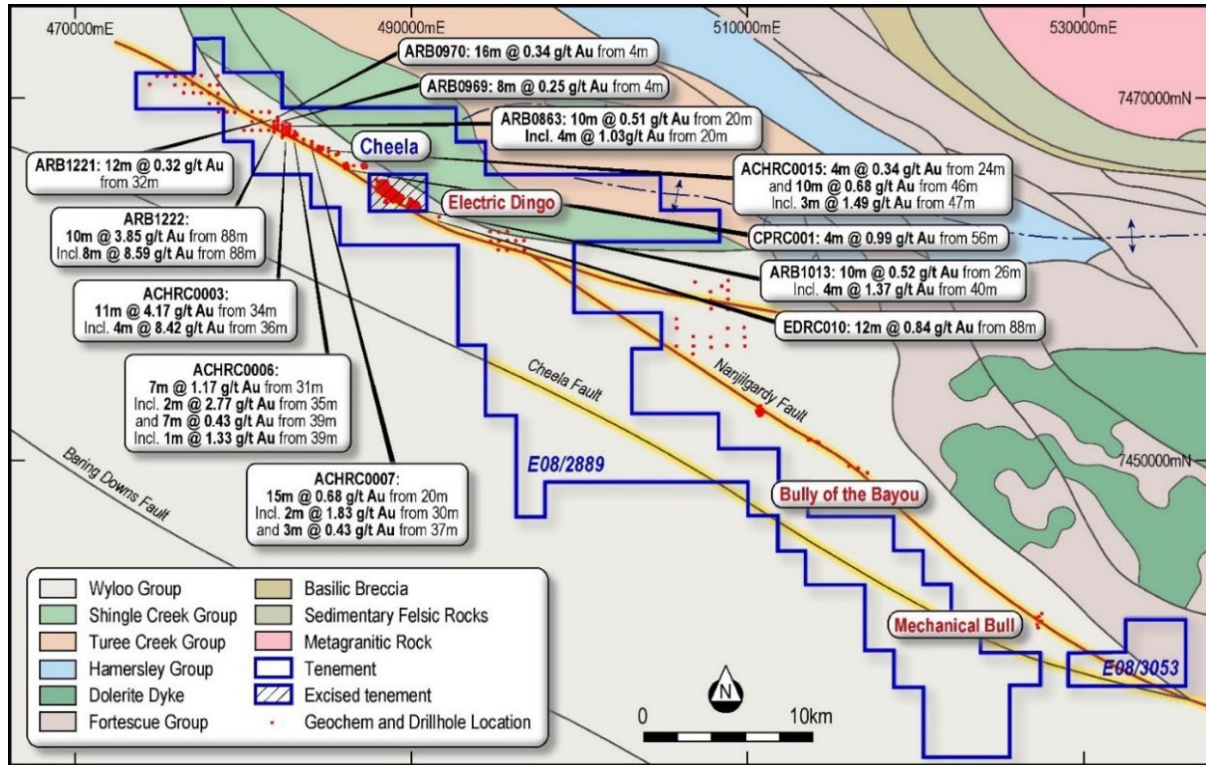 470000mE
490000mE
510000mE
530000mE
ARB0970: 16m @ 0.34 g/t Au from 4m
ARB0969: 8m @ 0.25 g/t Au from 4m
7470000mN
ARB0863: 10m @ 0.51 g/t Au from 20m
Incl. 4m @ 1.03g/t Au from 20m
Cheela
ARB1221: 12m @ 0.32 g/t Au
from 32m
ACHRC0015: 4m @ 0.34 g/t Au from 24m
and 10m @ 0.68 g/t Au from 46m
Incl. 3m @ 1.49 g/t Au from 47m
Electric Dingo
ARB1222:
10m @ 3.85 g/t Au from 88m
Incl.8m @ 8.59 g/t Au from 88m
CPRC001: 4m @ 0.99 g/t Au from 56m
ARB1013: 10m @ 0.52 g/t Au from 26m
Incl. 4m @ 1.37 g/t Au from 40m
ACHRC0003:
11m @ 4.17 g/t Au from 34m
Incl. 4m @ 8.42 g/t Au from 36m
EDRC010: 12m @ 0.84 g/t Au from 88m
ACHRC0006:
7m @ 1.17 g/t Au from 31m
Incl. 2m @ 2.77 g/t Au from 35m
and 7m @ 0.43 g/t Au from 39m
Incl. 1m @ 1.33 g/t Au from 39m
Cheela Fault
Nanjilgardy Fault
Baring Downs Fault
ACHRC0007:
15m @ 0.68 g/t Au from 20m
Incl. 2m @ 1.83 g/t Au from 30m
and 3m @ 0.43 g/t Au from 37m
E08/2889
7450000mN
Bully of the Bayou
Mechanical Bull
E08/3053
Wyloo Group
Shingle Creek Group
Turee Creek Group
Hamersley Group
Dolerite Dyke
Fortescue Group
Basilic Breccia
Sedimentary Felsic Rocks
Metagranitic Rock
Tenement
Excised tenement
Geochem and Drillhole Location
N
0
10km